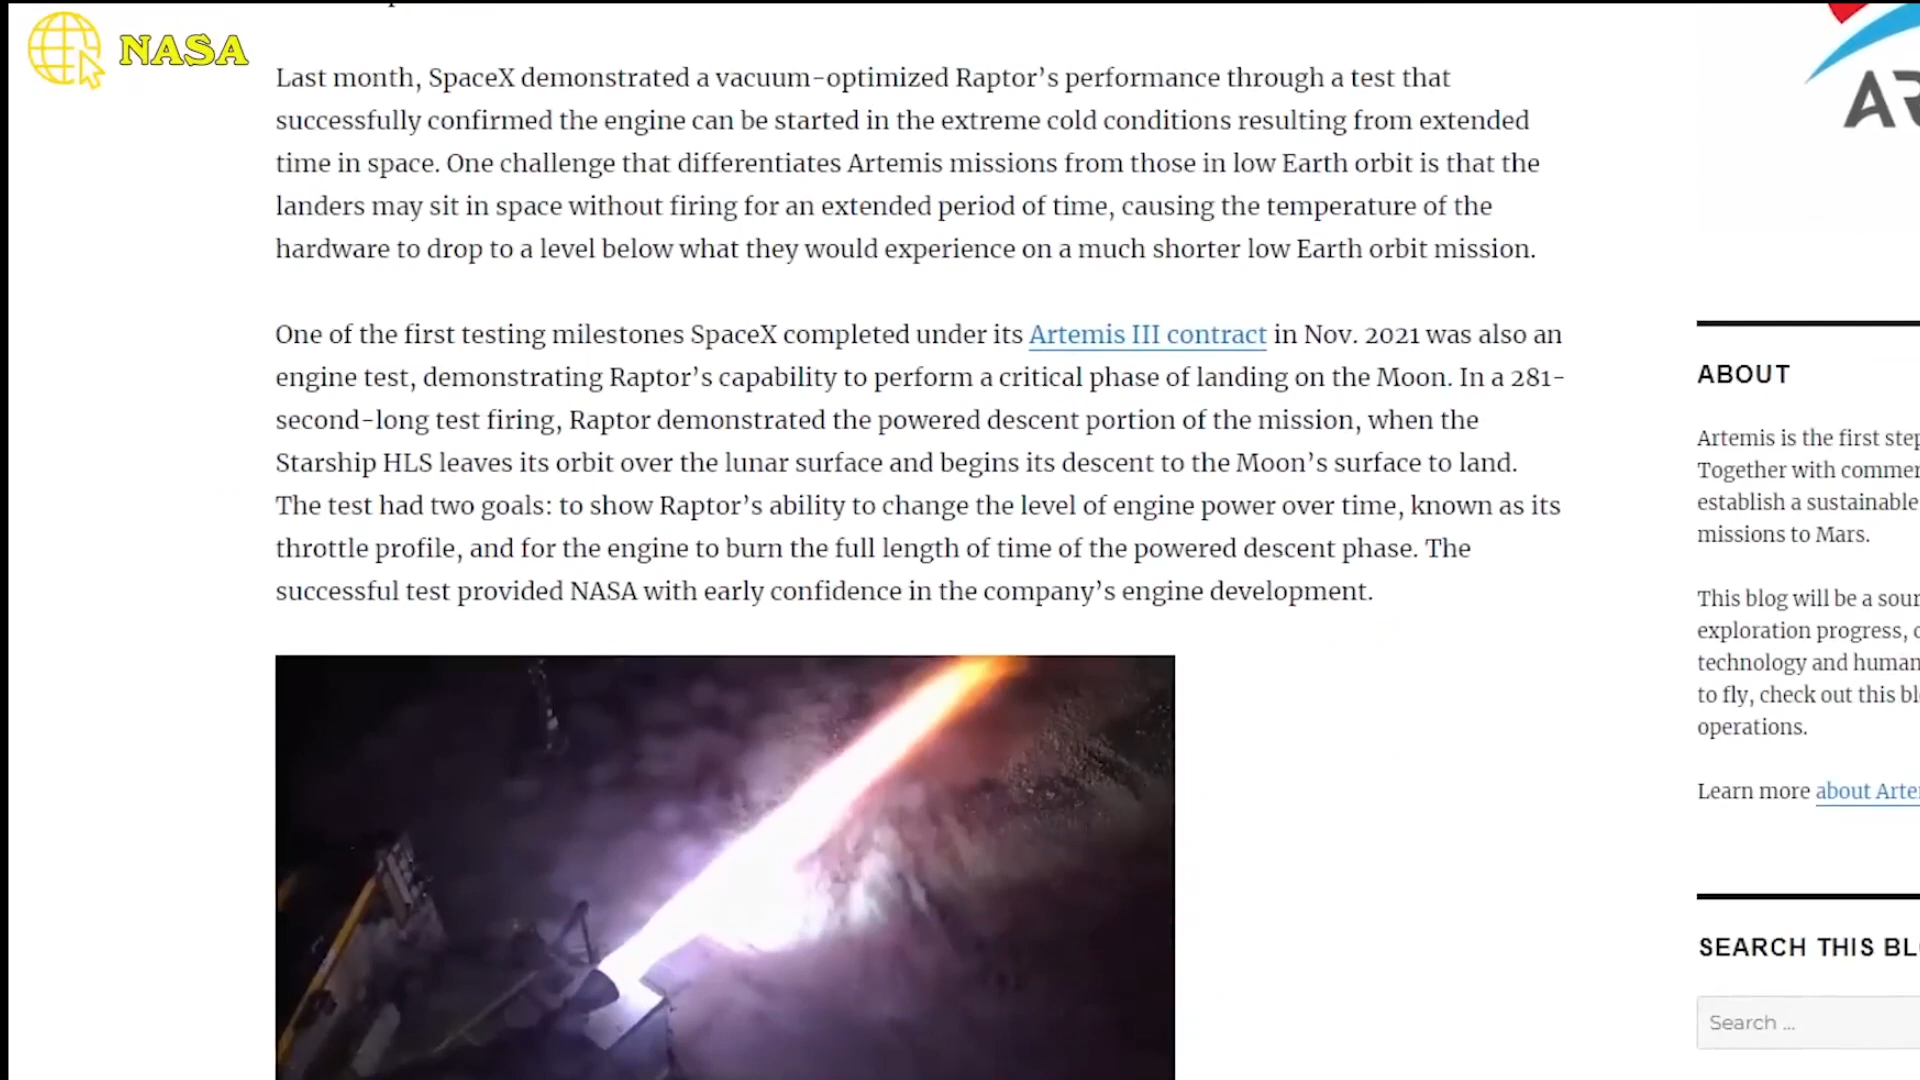 NASA
Last month, SpaceX demonstrated a vacuum-optimized Raptor's performance through a test that
successfully confirmed the engine can be started in the extreme cold conditions resulting from extended
time in space. One challenge that differentiates Artemis missions from those in low Earth orbit is that the
landers may sit in space without firing for an extended period of time, causing the temperature of the
hardware to drop to a level below what they would experience on a much shorter low Earth orbit mission.
One of the first testing milestones SpaceX completed under its Artemis III contract in Nov. 2021 was also an
engine test, demonstrating Raptor's capability to perform a critical phase of landing on the Moon. In a 281-
second-long test firing, Raptor demonstrated the powered descent portion of the mission, when the
Starship HLS leaves its orbit over the lunar surface and begins its descent to the Moon's surface to land.
The test had two goals: to show Raptor's ability to change the level of engine power over time, known as its
throttle profile, and for the engine to burn the full length of time of the powered descent phase. The
successful test provided NASA with early confidence in the company's engine development.
AR
ABOUT
Artemis is the first step
Together with commer
establish a sustainable
missions to Mars.
This blog will be a sour
exploration progress,
technology and human
to fly, check out this bl
operations.
Learn more about Arte
SEARCH THIS BL
Search ...